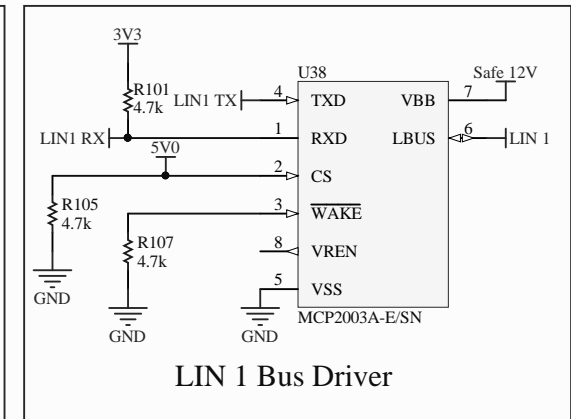 3V3
U38
Safe 12V
R101
4.7k
LIN1 TX
4
TXD
VBB
7
LIN1 RX
1
RXD
LBUS
6
LIN 1
5V0
2
CS
R105
4.7k
3
WAKE
R107
4.7k
8
VREN
GND
5
VSS
GND
GND
MCP2003A-E/SN
LIN 1 Bus Driver